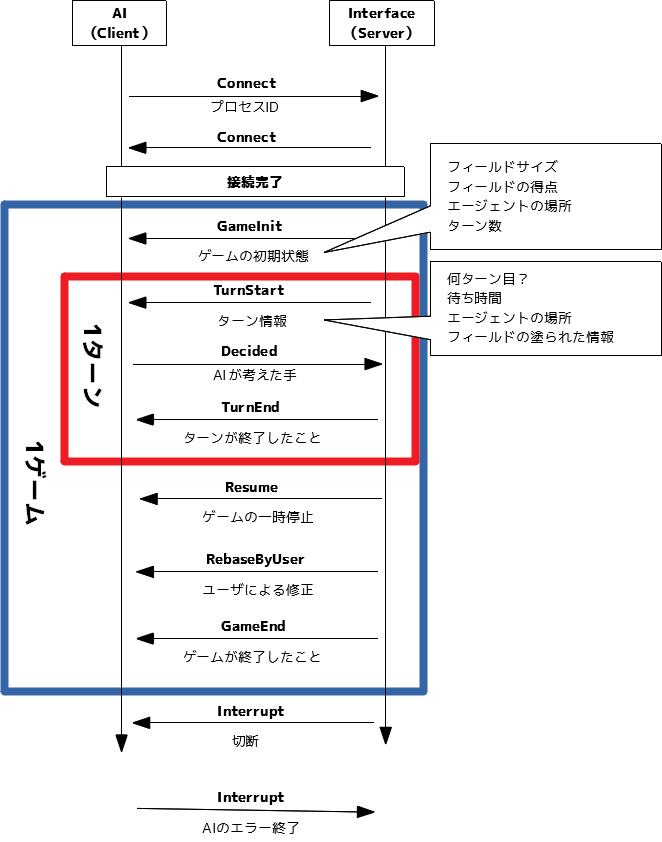 AI
（Client）
Interface
（Server）
Connect
プロセスID
Connect
接続完了
フィールドサイズ
フィールドの得点
エージェントの場所
ターン数
GameInit
ゲームの初期状態
TurnStart
ターン情報
何ターン目？
待ち時間
エージェントの場所
フィールドの塗られた情報
1ターン
Decided
AIが考えた手
TurnEnd
ターンが終了したこと
1ゲーム
Resume
ゲームの一時停止
RebaseByUser
ユーザによる修正
GameEnd
ゲームが終了したこと
Interrupt
切断
Interrupt
AIのエラー終了